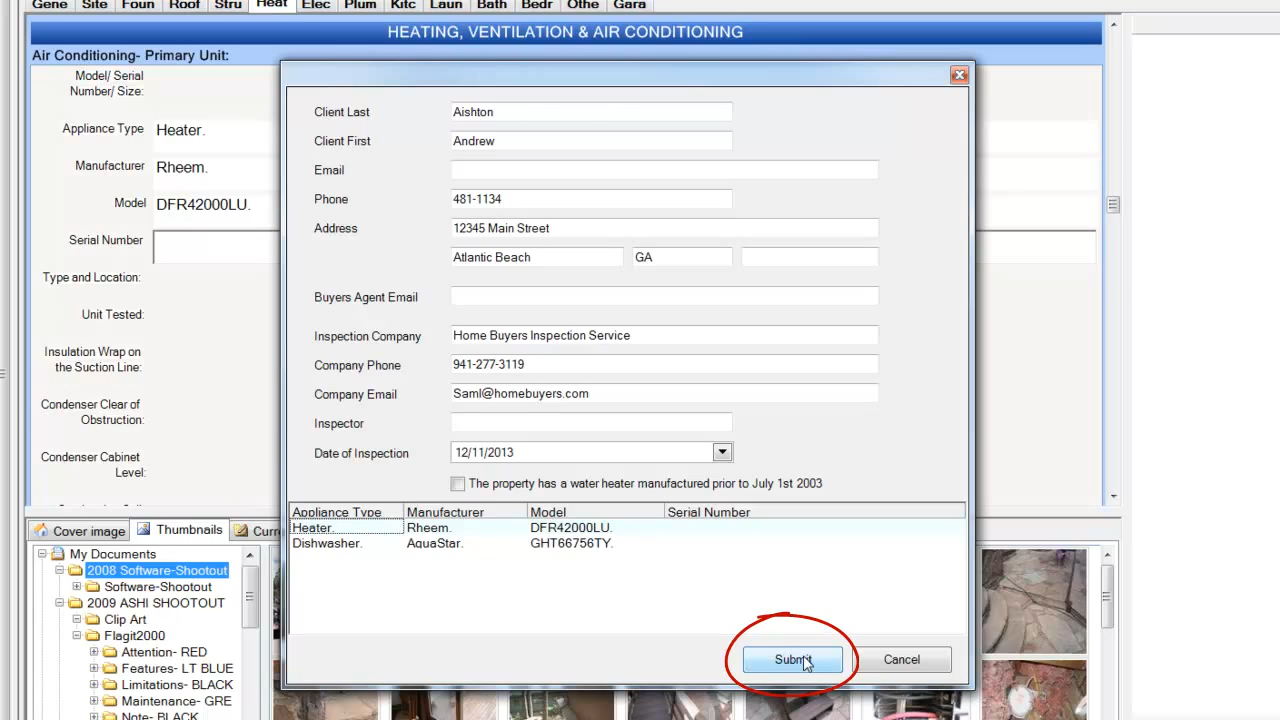 Gene Site Foun Roof Stru Heat Elec Plum Kitc Laun Bath Bedr Othe Gara
HEATING, VENTILATION & AIR CONDITIONING
Air Conditioning- Primary Unit:
Model/ Serial
Number/ Size:
Appliance Type Heater.
Manufacturer Rheem.
Model DFR42000LU.
Serial Number
Type and Location:
Unit Tested:
Insulation Wrap on
the Suction Line:
Condenser Clear of
Obstruction:
Condenser Cabinet
Level:
Client Last Aishton
Client First Andrew
Email
Phone 481-1134
Address 12345 Main Street
Atlantic Beach GA
Buyers Agent Email
Inspection Company Home Buyers Inspection Service
Company Phone 941-277-3119
Company Email Saml@homebuyers.com
Inspector
Date of Inspection 12/11/2013
The property has a water heater manufactured prior to July 1st 2003
Appliance Type Manufacturer Model Serial Number
Heater. Rheem. DFR42000LU.
Dishwasher. AquaStar. GHT66756TY.
Submit Cancel
Cover image Thumbnails Curr
My Documents
2008 Software-Shootout
Software-Shootout
2009 ASHI SHOOTOUT
Clip Art
Flagit2000
Attention- RED
Features- LT BLUE
Limitations- BLACK
Maintenance- GRE
Note- BLACK